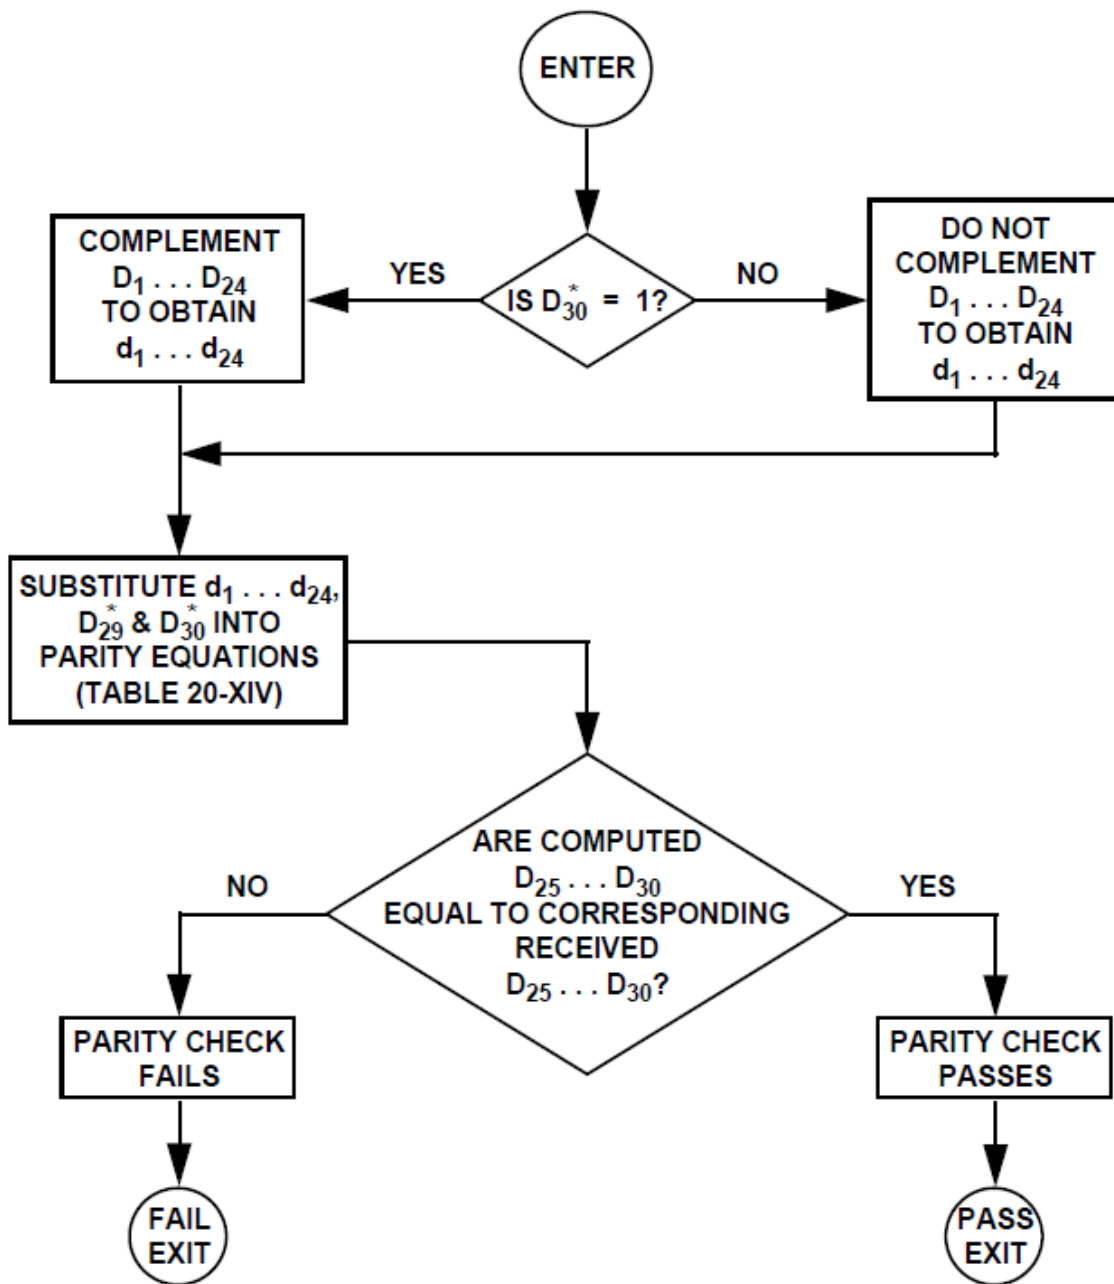 ENTER
COMPLEMENT
D₁ . . . D₂₄
TO OBTAIN
d₁ . . . d₂₄
YES
IS D*₃₀ = 1?
NO
DO NOT
COMPLEMENT
D₁ . . . D₂₄
TO OBTAIN
d₁ . . . d₂₄
SUBSTITUTE d₁ . . . d₂₄,
D*₂₉ & D*₃₀ INTO
PARITY EQUATIONS
(TABLE 20-XIV)
ARE COMPUTED
D₂₅ . . . D₃₀
EQUAL TO CORRESPONDING
RECEIVED
D₂₅ . . . D₃₀?
NO
YES
PARITY CHECK
FAILS
PARITY CHECK
PASSES
FAIL
EXIT
PASS
EXIT